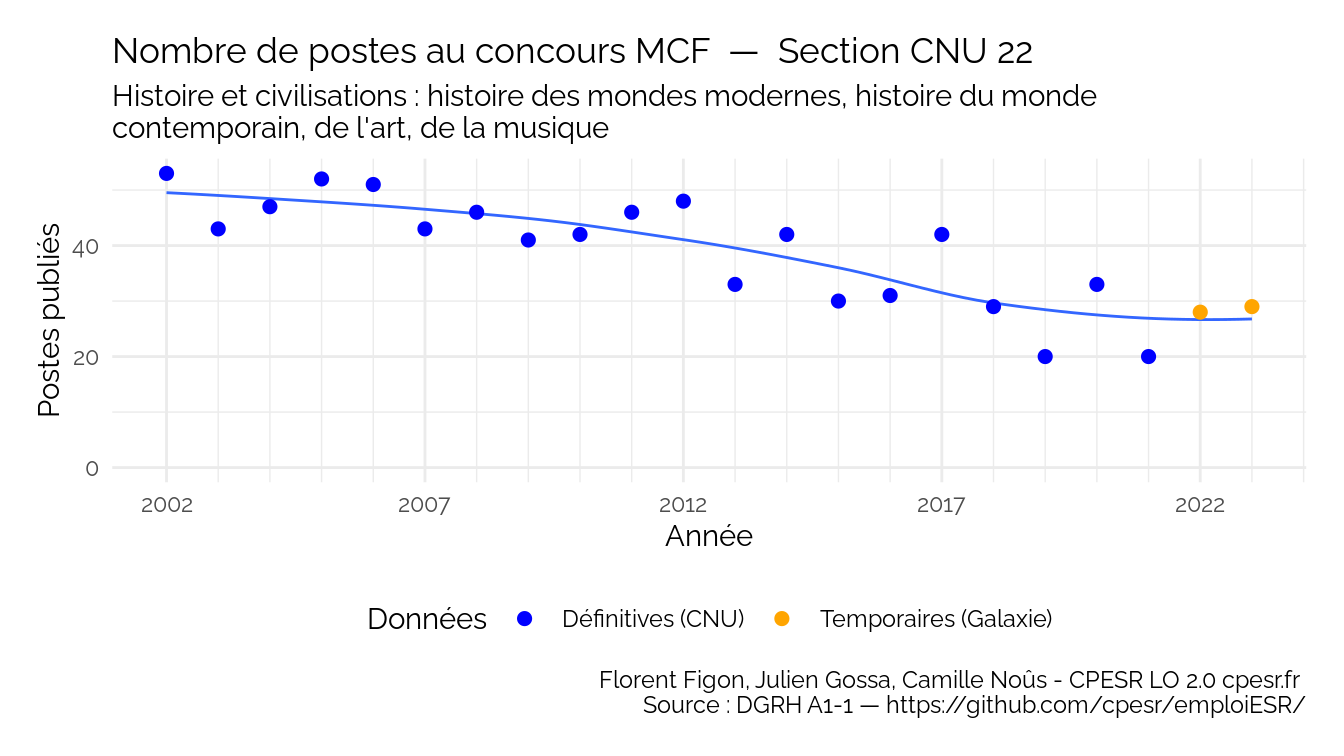 Nombre de postes au concours MCF — Section CNU 22
Histoire et civilisations : histoire des mondes modernes, histoire du monde
contemporain, de l'art, de la musique
Postes publiés
40
20
0
2002 2007 2012 2017 2022
Année
Données Définitives (CNU) Temporaires (Galaxie)
Florent Figon, Julien Gossa, Camille Noûs - CPESR LO 2.0 cpesr.fr
Source : DGRH A1-1 — https://github.com/cpesr/emploiESR/